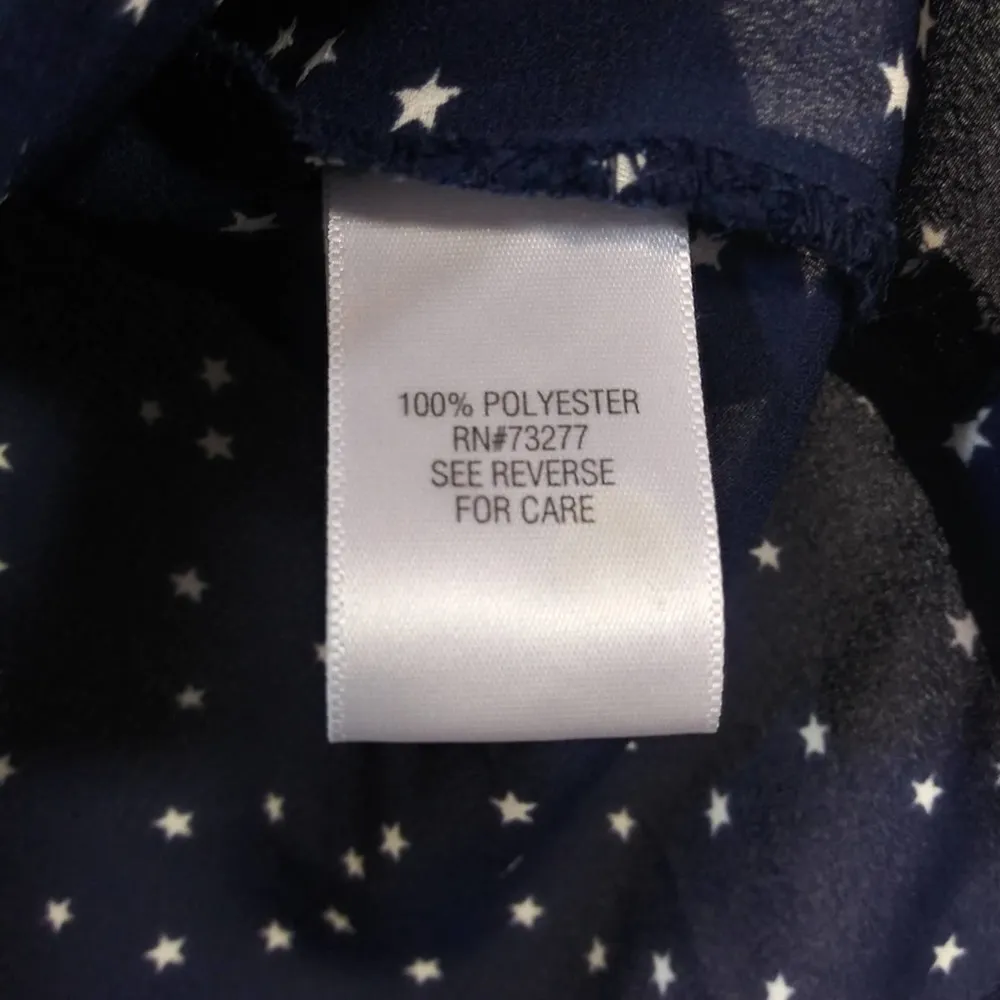 100% POLYESTER
RN#73277
SEE REVERSE
FOR CARE